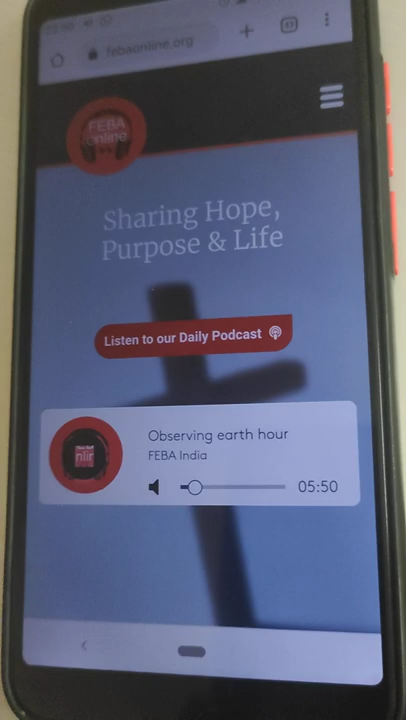 febaonline.org
FEBA
online
Sharing Hope,
Purpose & Life
Listen to our Daily Podcast
Observing earth hour
FEBA India
05:50